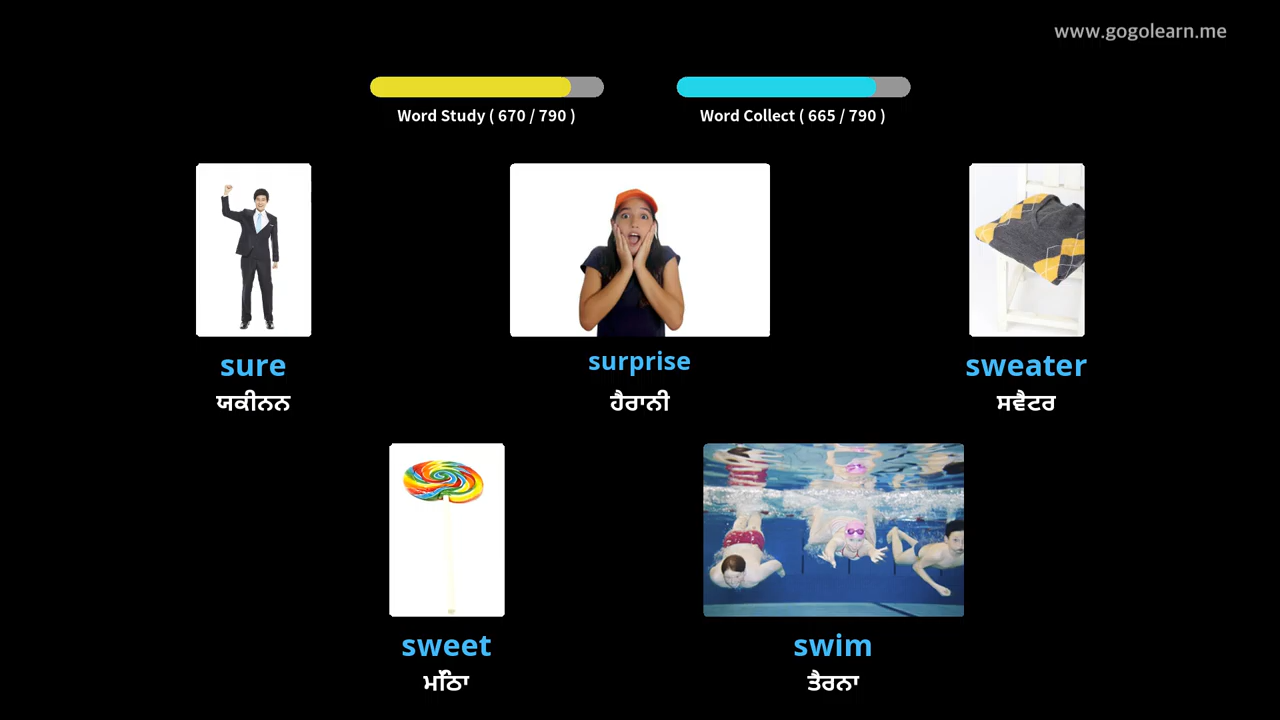 www.gogolearn.me
Word Study ( 670 / 790 )
Word Collect ( 665 / 790 )
sure
ਯਕੀਨਨ
surprise
ਹੈਰਾਨੀ
sweater
ਸਵੈਟਰ
sweet
ਮਿੱਠਾ
swim
ਤੈਰਨਾ